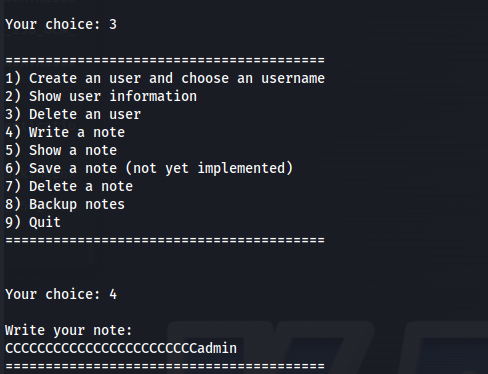 Your choice: 3
========================================
1) Create an user and choose an username
2) Show user information
3) Delete an user
4) Write a note
5) Show a note
6) Save a note (not yet implemented)
7) Delete a note
8) Backup notes
9) Quit
========================================
Your choice: 4
Write your note:
CCCCCCCCCCCCCCCCCCCCCCCCadmin
========================================